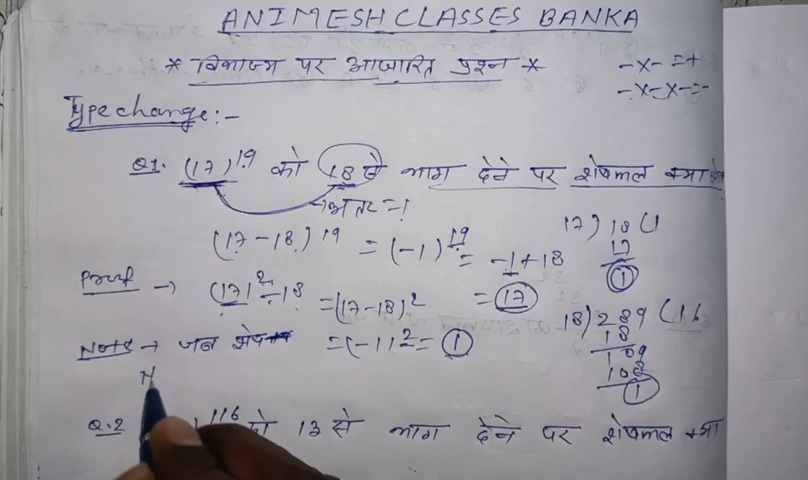 ANIMESH CLASSES BANKA
* विभाज्य पर आधारित प्रश्न *
- x - = +
- x - x - = -
Type change :-
Q1. (17)^19 को 18 से भाग देने पर शेषफल क्या
→ अंतर = 1
(17-18)^19 = (-1)^19 = -1+18
= 17
17) 18 (1
17
1
Proof → (17)^2 ÷ 18 = (17-18)^2
= (-1)^2 = 1
18) 289 (16
18
109
108
1
Note → जब शेष
N
Q.2 116 को 13 से भाग देने पर शेषफल क्या